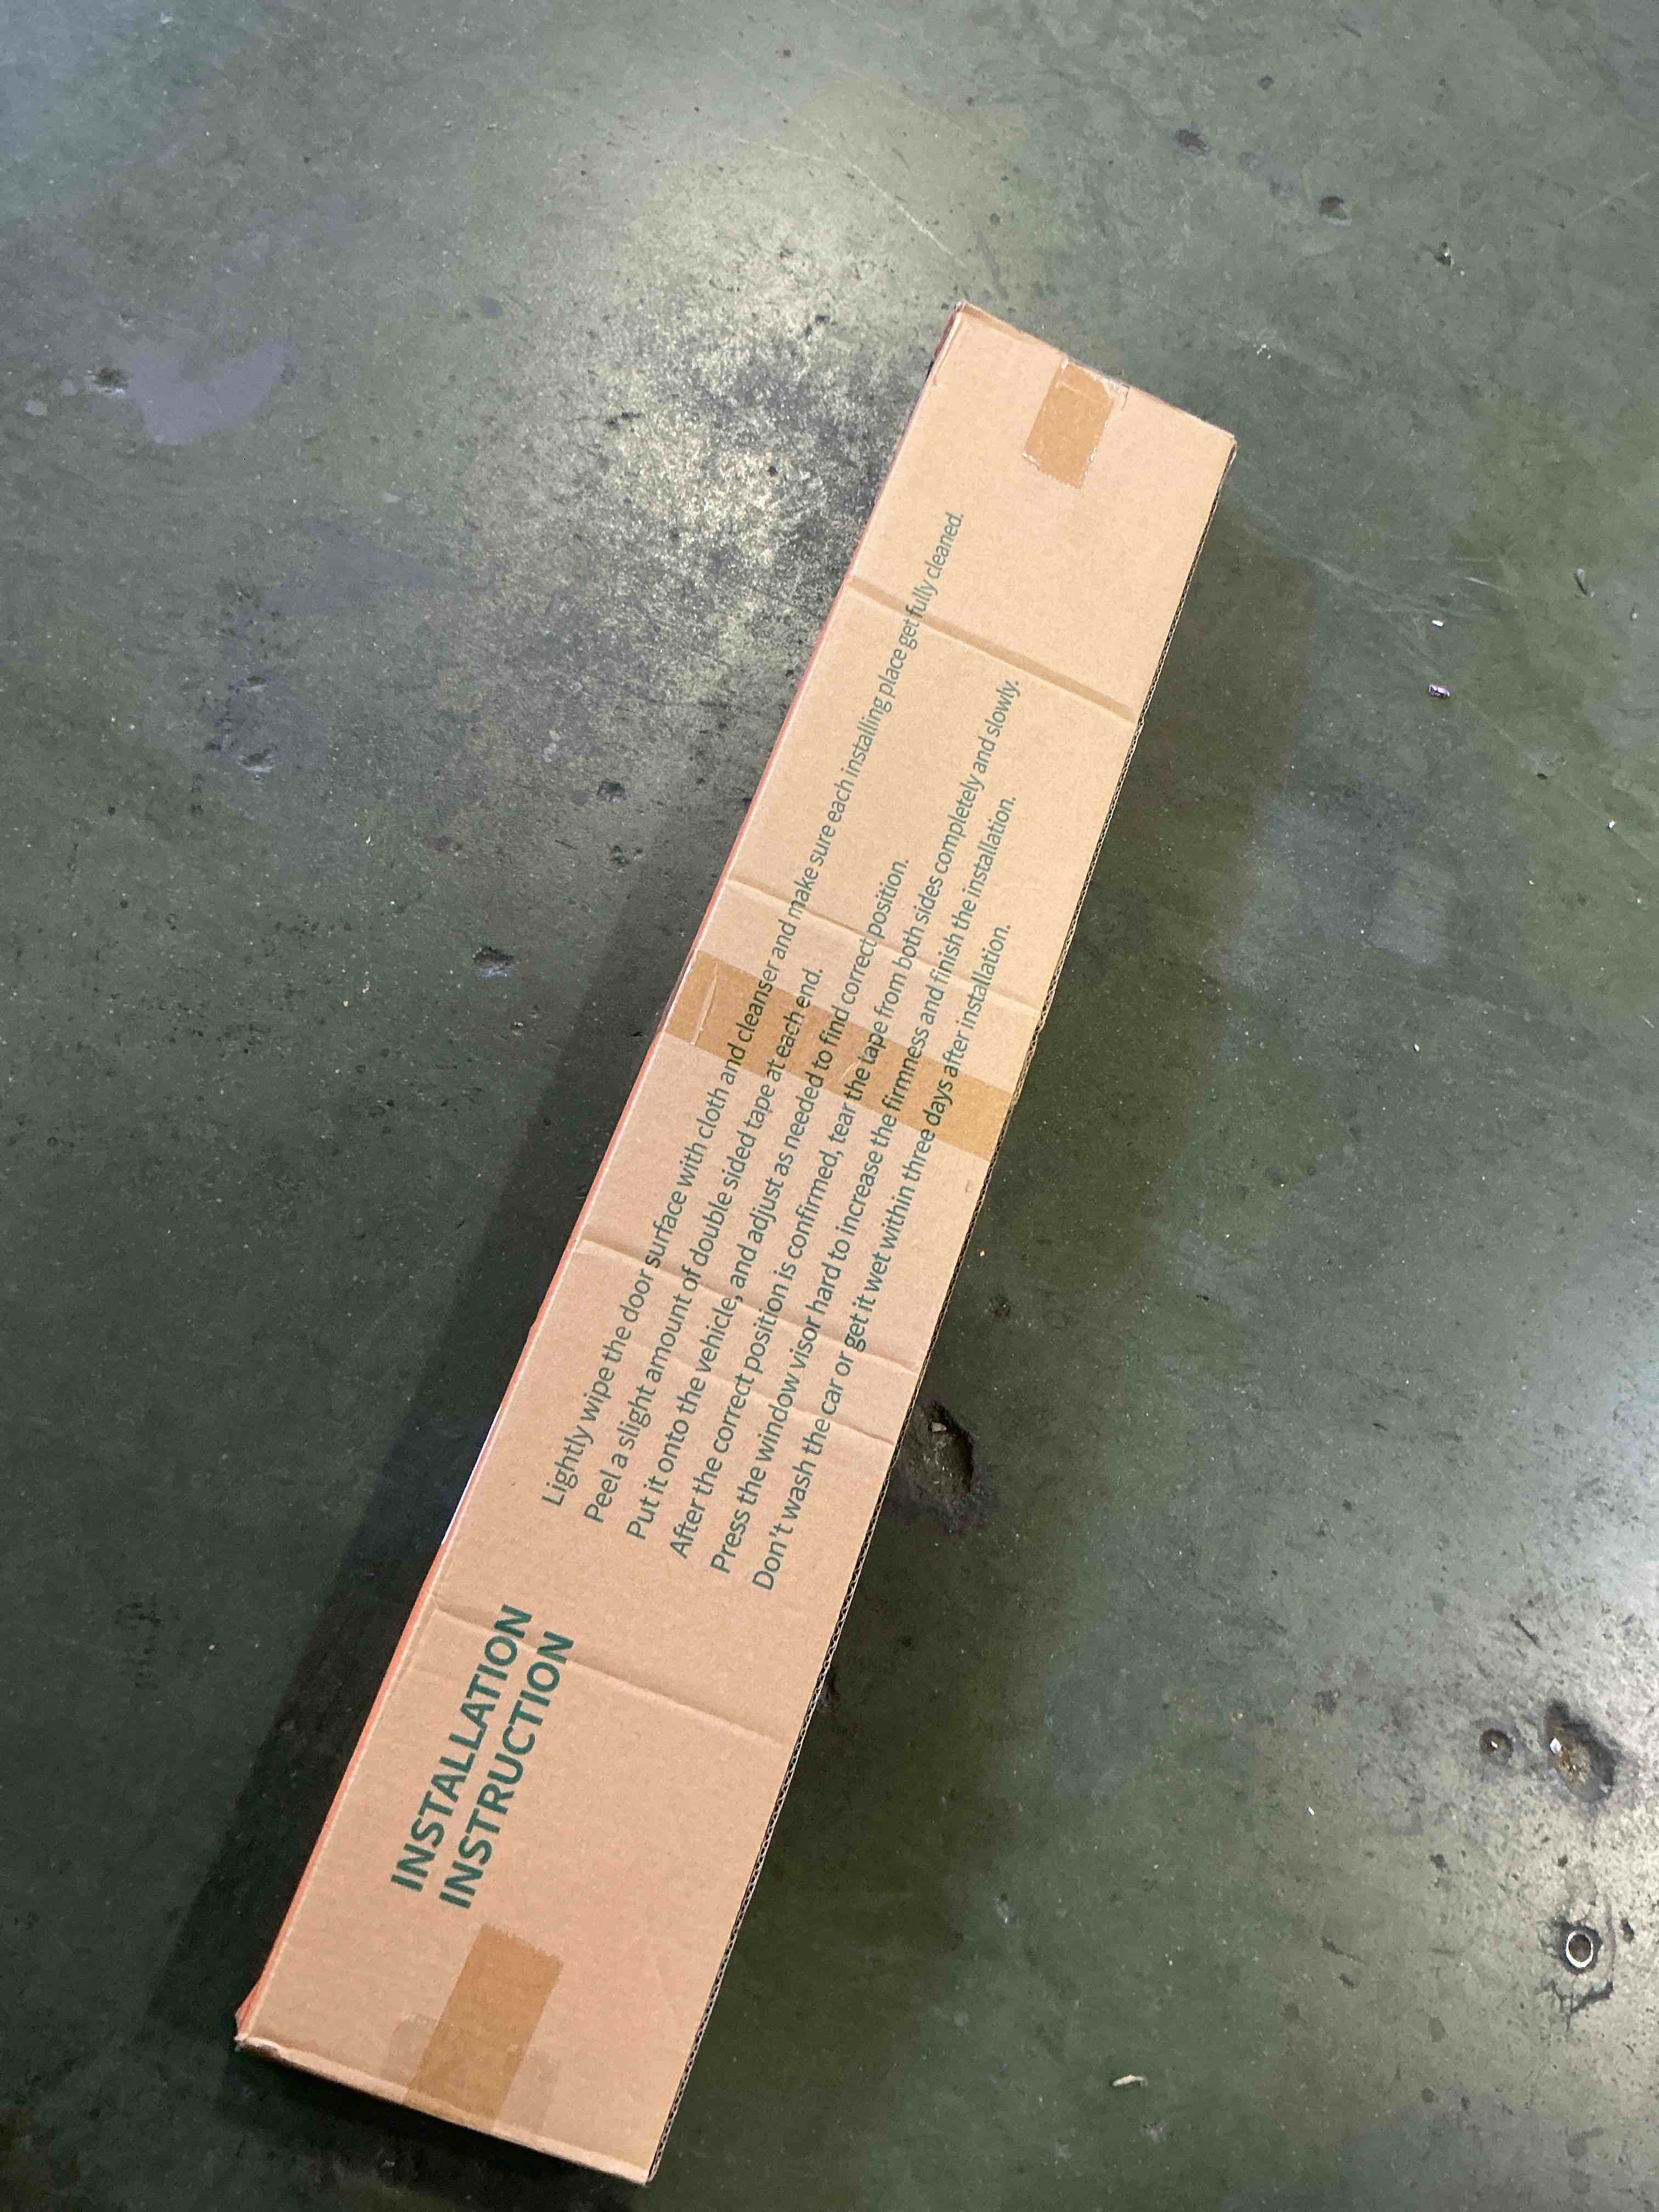 INSTALLATION
INSTRUCTION
Lightly wipe the door surface with cloth and cleanser and make sure each installing place get fully cleaned.
Peel a slight amount of double sided tape at each end.
Put it onto the vehicle, and adjust as needed to find correct position.
After the correct position is confirmed, tear the tape from both sides completely and slowly.
Press the window visor hard to increase the firmness and finish the installation.
Don't wash the car or get it wet within three days after installation.